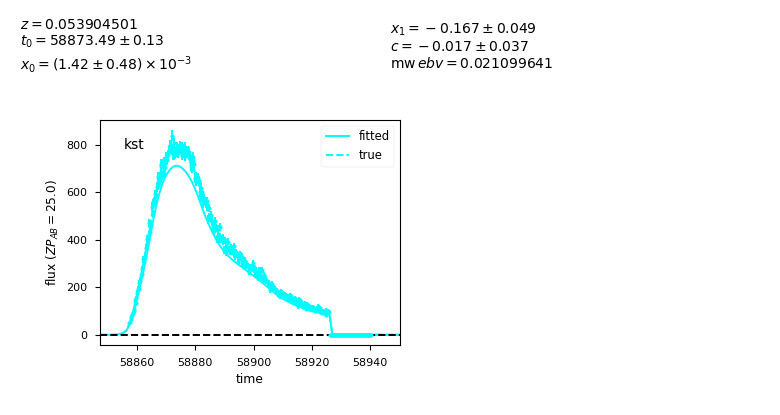 z = 0.053904501
t₀ = 58873.49 ± 0.13
x₀ = (1.42 ± 0.48) × 10⁻³
x₁ = −0.167 ± 0.049
c = −0.017 ± 0.037
mw ebv = 0.021099641
kst
fitted
true
800
600
400
200
0
flux (ZP_AB = 25.0)
58860 58880 58900 58920 58940
time